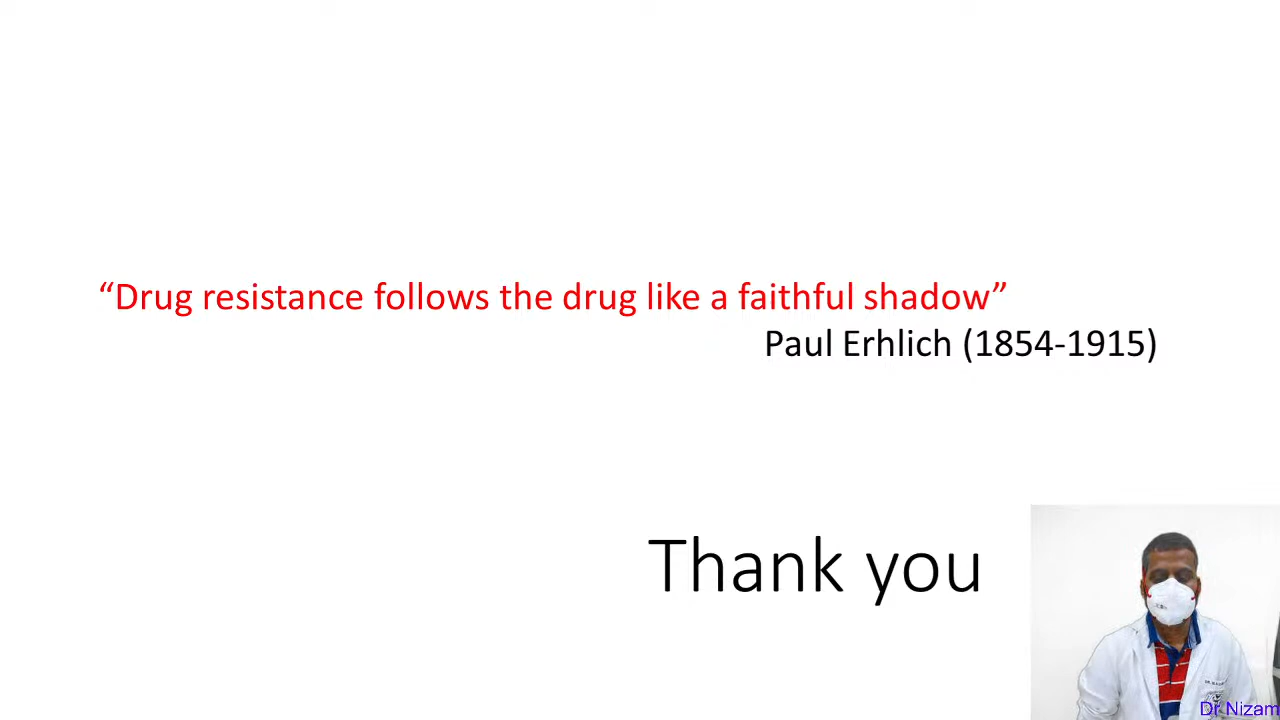 “Drug resistance follows the drug like a faithful shadow”
Paul Erhlich (1854-1915)
Thank you
Dr Nizam